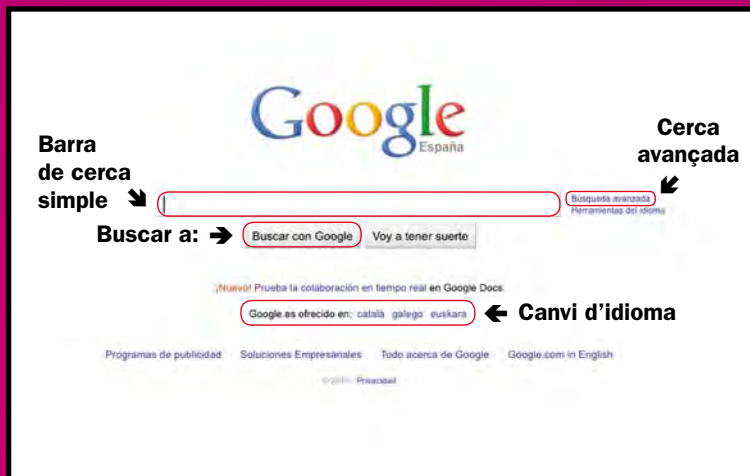 Google
España
Barra
de cerca
simple
Cerca
avançada
Búsqueda avanzada
Herramientas del idioma
Buscar a:
Buscar con Google
Voy a tener suerte
¡Nuevo! Prueba la colaboración en tiempo real en Google Docs.
Google.es ofrecido en: català galego euskara
Canvi d'idioma
Programas de publicidad Soluciones Empresariales Todo acerca de Google Google.com in English
Privacidad